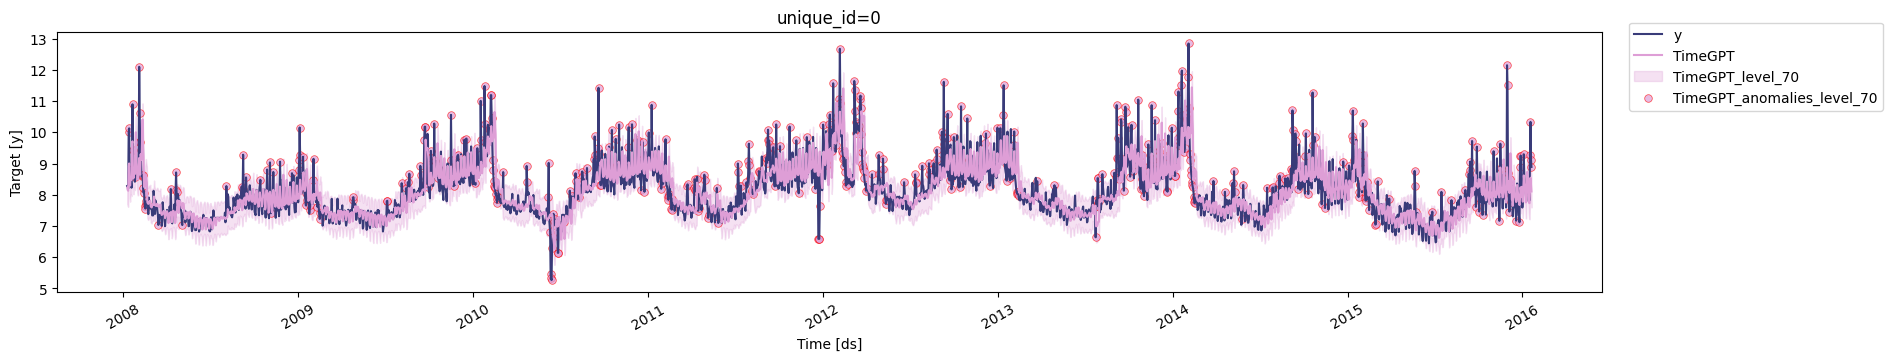 unique_id=0
Target [y]
13
12
11
10
9
8
7
6
5
2008
2009
2010
2011
2012
2013
2014
2015
2016
Time [ds]
y
TimeGPT
TimeGPT_level_70
TimeGPT_anomalies_level_70